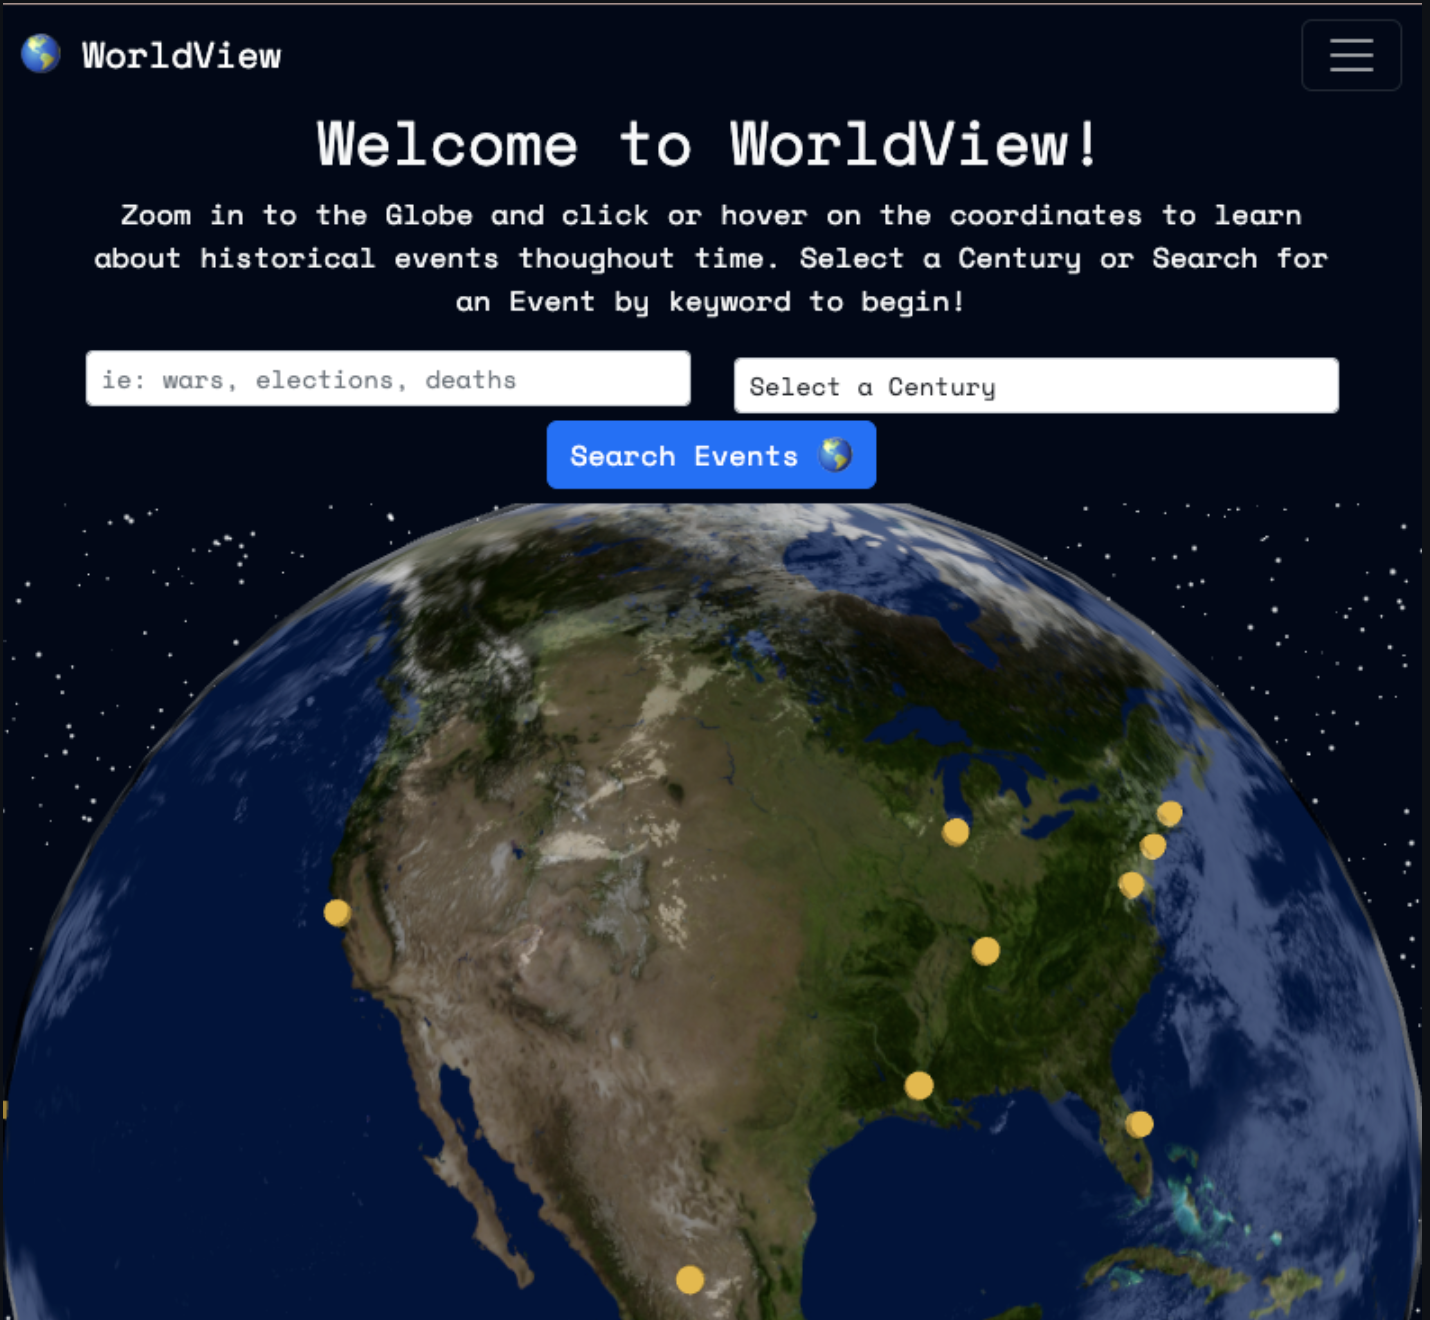 WorldView
Welcome to WorldView!
Zoom in to the Globe and click or hover on the coordinates to learn
about historical events thoughout time. Select a Century or Search for
an Event by keyword to begin!
ie: wars, elections, deaths
Select a Century
Search Events